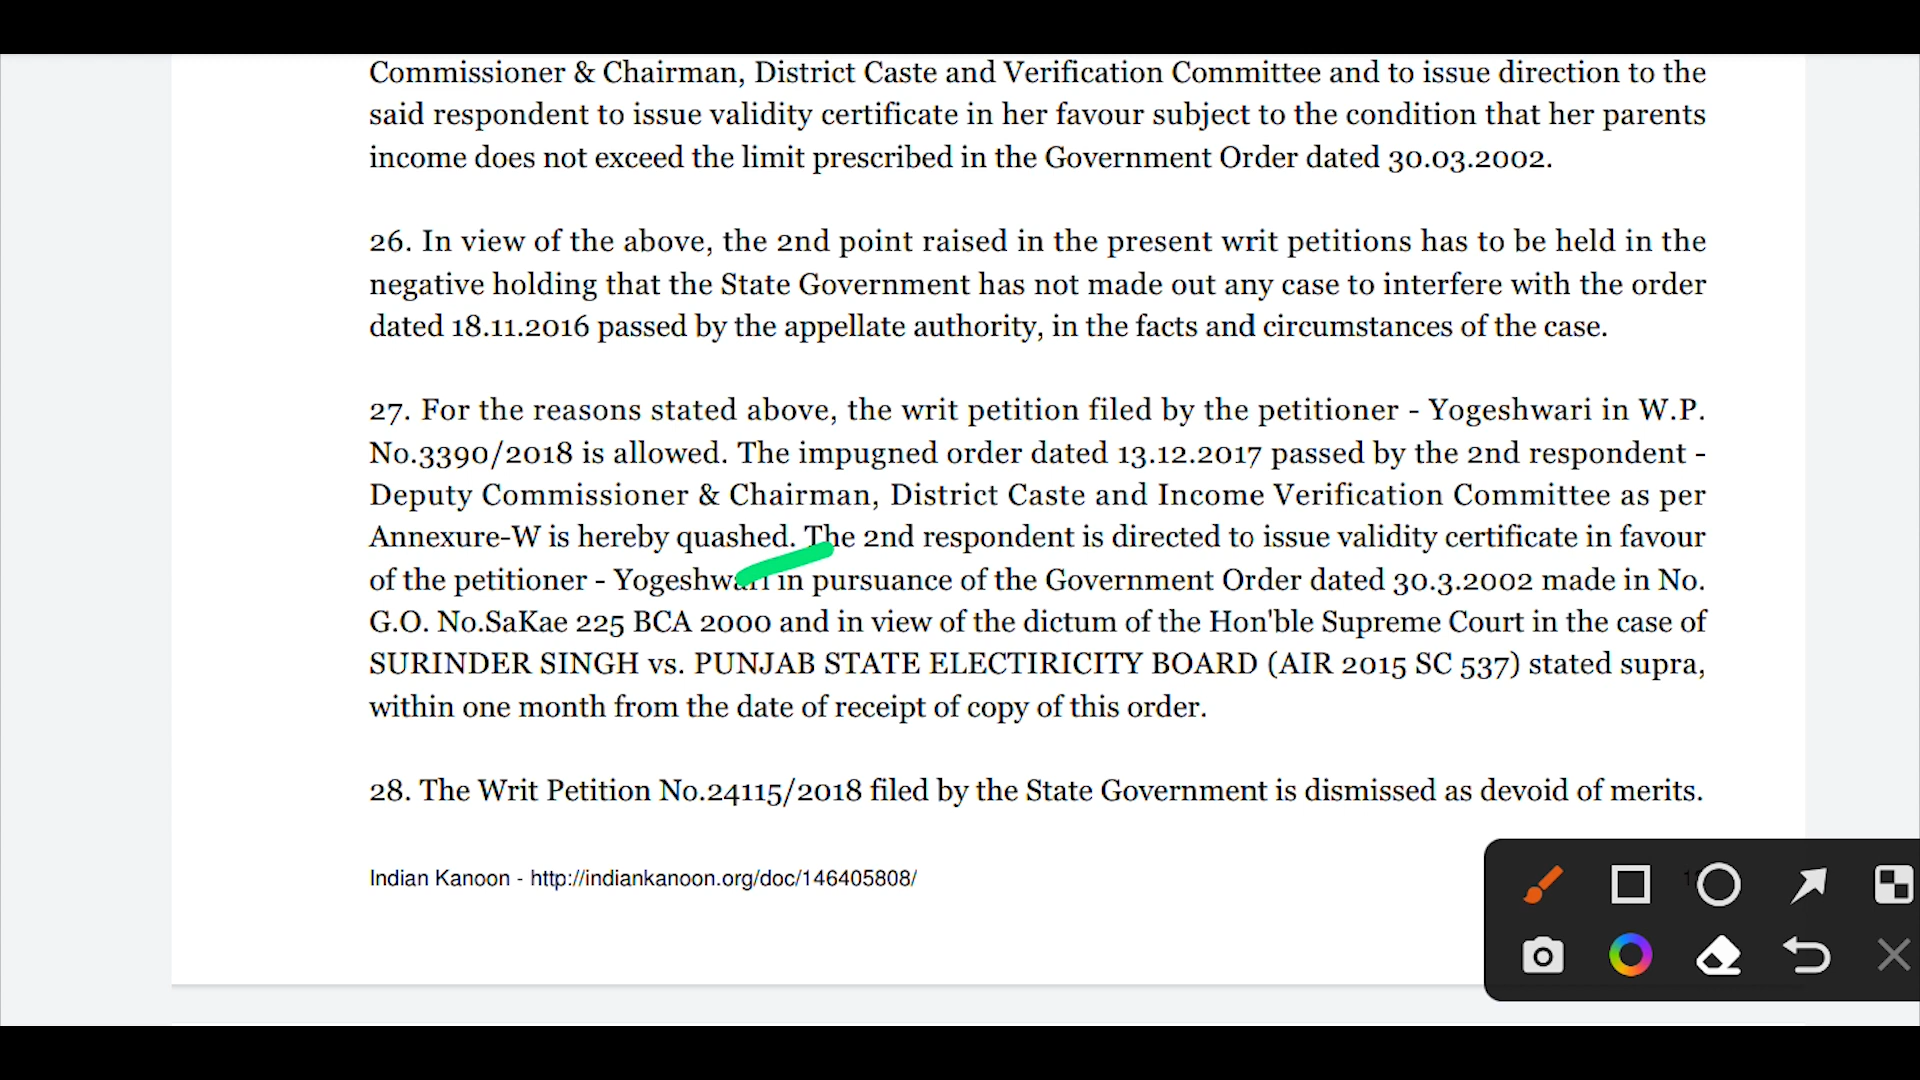 Commissioner & Chairman, District Caste and Verification Committee and to issue direction to the
said respondent to issue validity certificate in her favour subject to the condition that her parents
income does not exceed the limit prescribed in the Government Order dated 30.03.2002.
26. In view of the above, the 2nd point raised in the present writ petitions has to be held in the
negative holding that the State Government has not made out any case to interfere with the order
dated 18.11.2016 passed by the appellate authority, in the facts and circumstances of the case.
27. For the reasons stated above, the writ petition filed by the petitioner - Yogeshwari in W.P.
No.3390/2018 is allowed. The impugned order dated 13.12.2017 passed by the 2nd respondent -
Deputy Commissioner & Chairman, District Caste and Income Verification Committee as per
Annexure-W is hereby quashed. The 2nd respondent is directed to issue validity certificate in favour
of the petitioner - Yogeshwari in pursuance of the Government Order dated 30.3.2002 made in No.
G.O. No.SaKae 225 BCA 2000 and in view of the dictum of the Hon'ble Supreme Court in the case of
SURINDER SINGH vs. PUNJAB STATE ELECTIRICITY BOARD (AIR 2015 SC 537) stated supra,
within one month from the date of receipt of copy of this order.
28. The Writ Petition No.24115/2018 filed by the State Government is dismissed as devoid of merits.
Indian Kanoon - http://indiankanoon.org/doc/146405808/